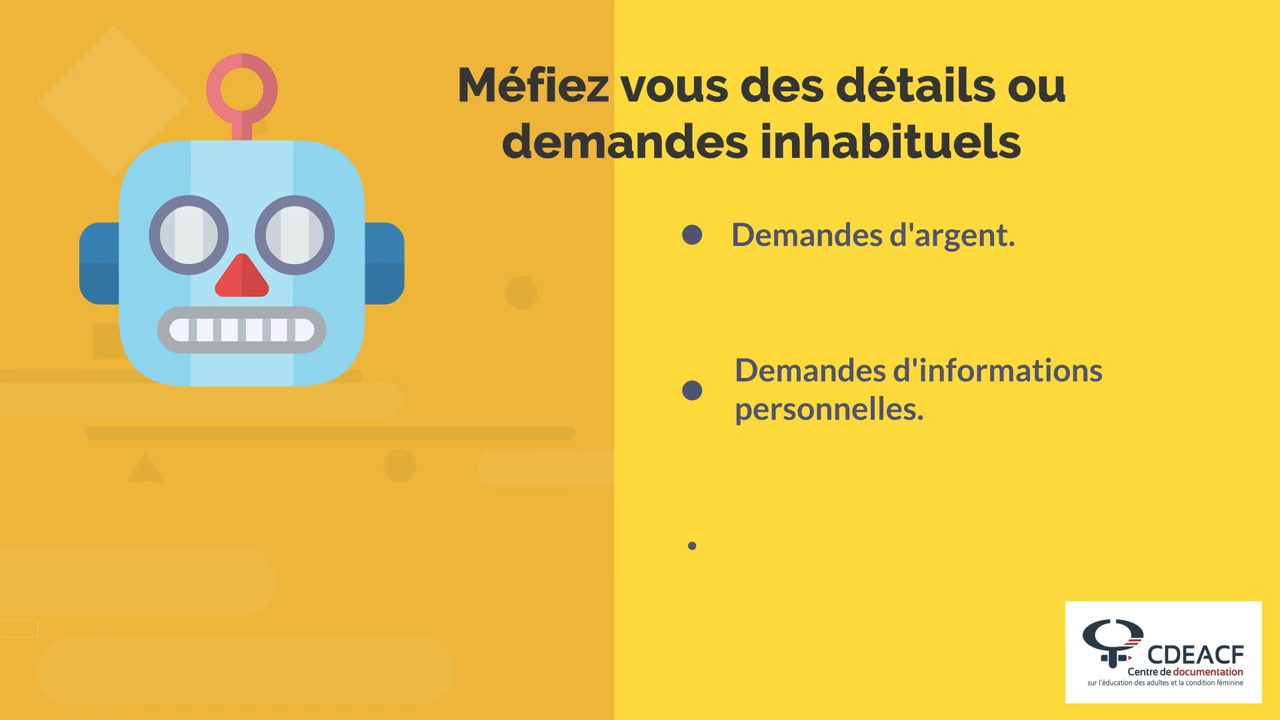 Méfiez vous des détails ou
demandes inhabituels
Demandes d'argent.
Demandes d'informations
personnelles.
CDEACF
Centre de documentation
sur l'éducation des adultes et la condition féminine